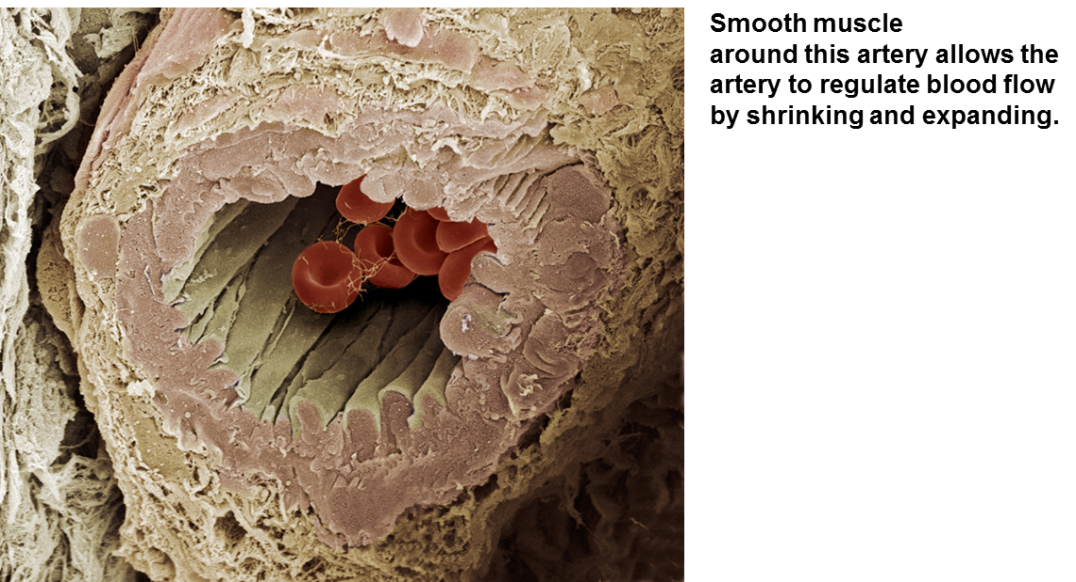 Smooth muscle
around this artery allows the
artery to regulate blood flow
by shrinking and expanding.